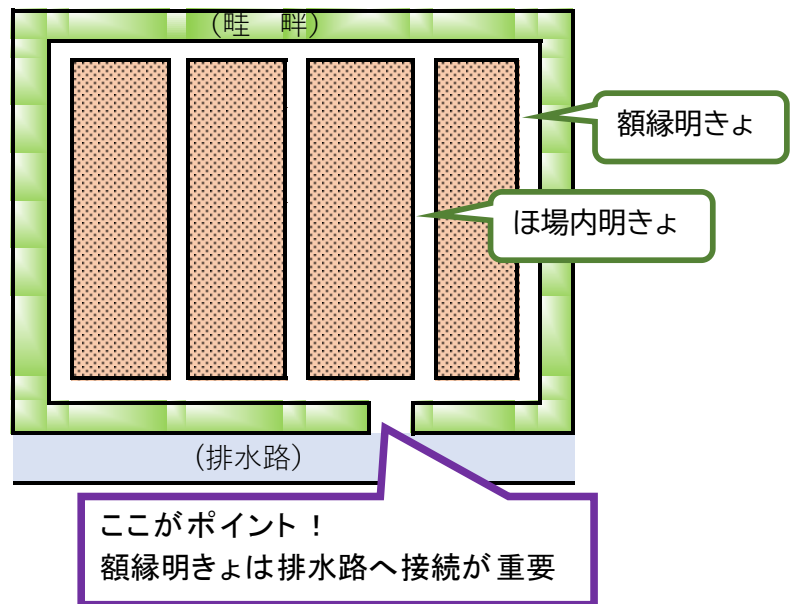 (畦　畔)
額縁明きょ
ほ場内明きょ
(排水路)
ここがポイント！
額縁明きょは排水路へ接続が重要